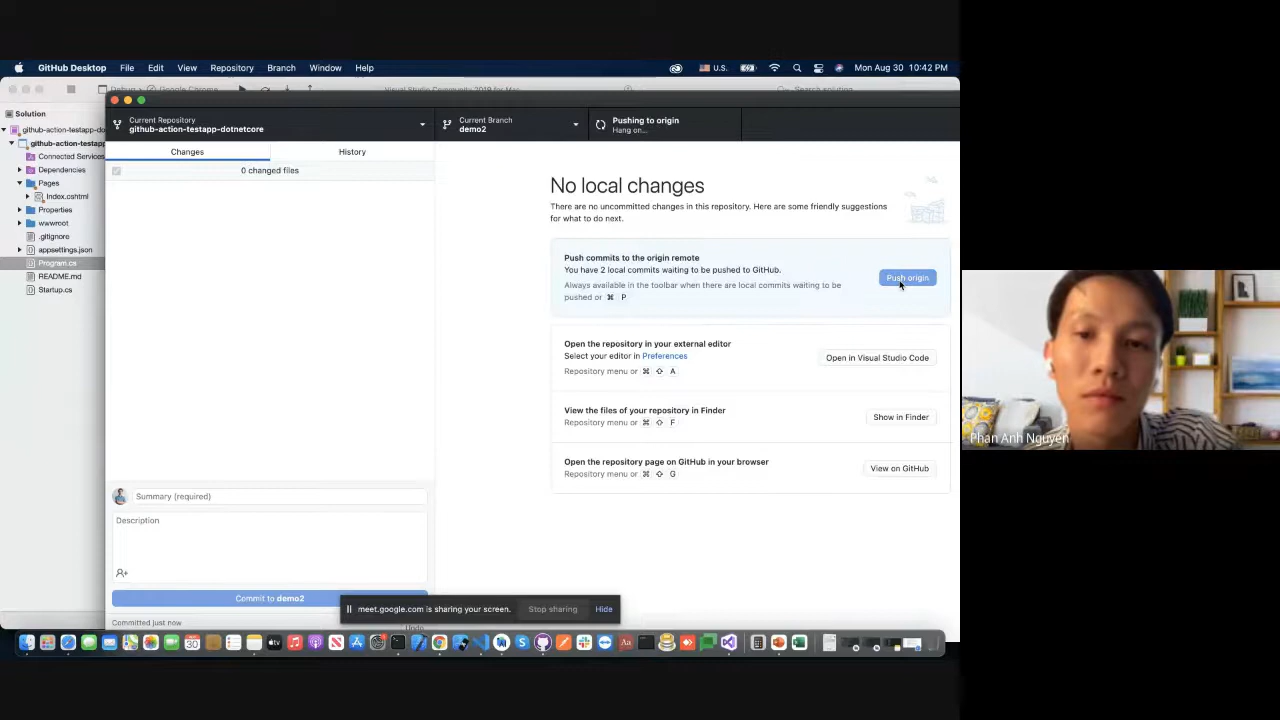 GitHub Desktop File Edit View Repository Branch Window Help
U.S. Mon Aug 30 10:42 PM
Solution
github-action-testapp-do
github-action-testapp
Connected Services
Dependencies
Pages
Index.cshtml
Properties
wwwroot
.gitignore
appsettings.json
Program.cs
README.md
Startup.cs
Current Repository
github-action-testapp-dotnetcore
Current Branch
demo2
Pushing to origin
Hang on…
Changes
History
0 changed files
No local changes
There are no uncommitted changes in this repository. Here are some friendly suggestions
for what to do next.
Push commits to the origin remote
You have 2 local commits waiting to be pushed to GitHub.
Always available in the toolbar when there are local commits waiting to be
pushed or ⌘ P
Push origin
Open the repository in your external editor
Select your editor in Preferences
Repository menu or ⌘ ⇧ A
Open in Visual Studio Code
View the files of your repository in Finder
Repository menu or ⌘ ⇧ F
Show in Finder
Open the repository page on GitHub in your browser
Repository menu or ⌘ ⇧ G
View on GitHub
Summary (required)
Description
Commit to demo2
Committed just now
Undo
meet.google.com is sharing your screen. Stop sharing Hide
Phan Anh Nguyen